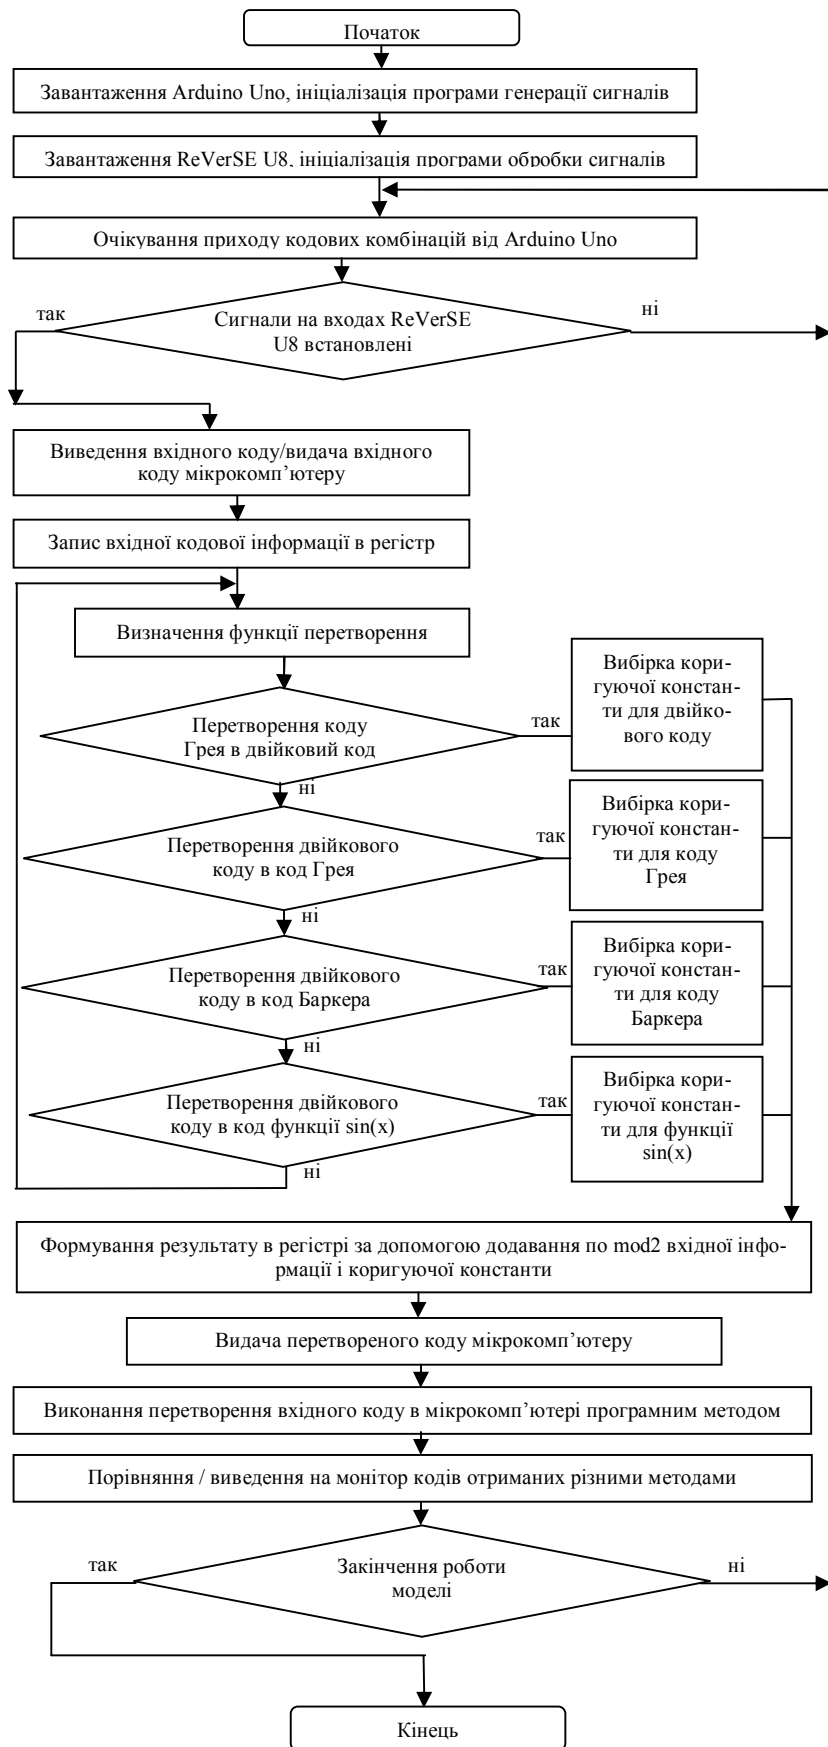 Початок
Завантаження Arduino Uno, ініціалізація програми генерації сигналів
Завантаження ReVerSE U8, ініціалізація програми обробки сигналів
Очікування приходу кодових комбінацій від Arduino Uno
так
ні
Сигнали на входах ReVerSE
U8 встановлені
Виведення вхідного коду/видача вхідного
коду мікрокомп’ютеру
Запис вхідної кодової інформації в регістр
Визначення функції перетворення
Перетворення коду
Грея в двійковий код
так
Вибірка кори-
гуючої констан-
ти для двійко-
вого коду
ні
Перетворення двійкового
коду в код Грея
так
Вибірка кори-
гуючої констан-
ти для коду
Грея
ні
Перетворення двійкового
коду в код Баркера
так
Вибірка кори-
гуючої констан-
ти для коду
Баркера
ні
Перетворення двійкового
коду в код функції sin(x)
так
Вибірка кори-
гуючої констан-
ти для функції
sin(x)
ні
Формування результату в регістрі за допомогою додавання по mod2 вхідної інфо-
рмації і коригуючої константи
Видача перетвореного коду мікрокомп’ютеру
Виконання перетворення вхідного коду в мікрокомп’ютері програмним методом
Порівняння / виведення на монітор кодів отриманих різними методами
так
Закінчення роботи
моделі
ні
Кінець